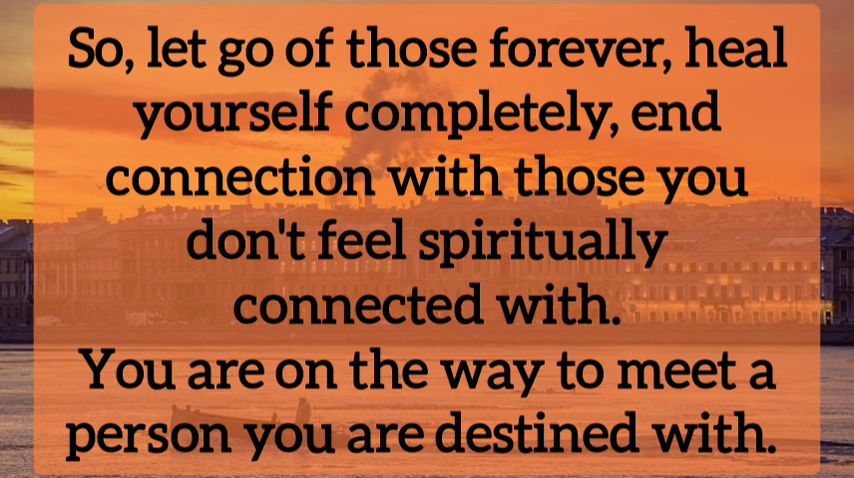 So, let go of those forever, heal
yourself completely, end
connection with those you
don't feel spiritually
connected with.
You are on the way to meet a
person you are destined with.